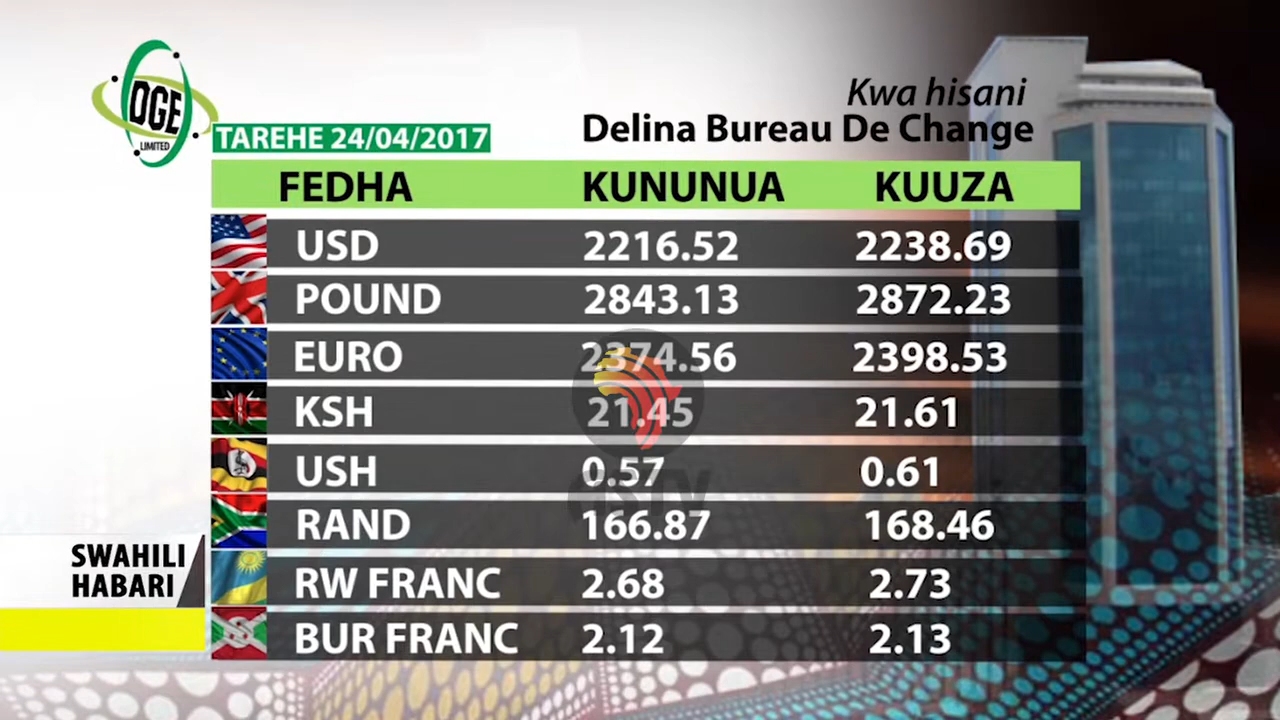 DGE
LIMITED
TAREHE 24/04/2017
Kwa hisani
Delina Bureau De Change
FEDHA KUNUNUA KUUZA
USD 2216.52 2238.69
POUND 2843.13 2872.23
EURO 2374.56 2398.53
KSH 21.45 21.61
USH 0.57 0.61
RAND 166.87 168.46
RW FRANC 2.68 2.73
BUR FRANC 2.12 2.13
SWAHILI
HABARI